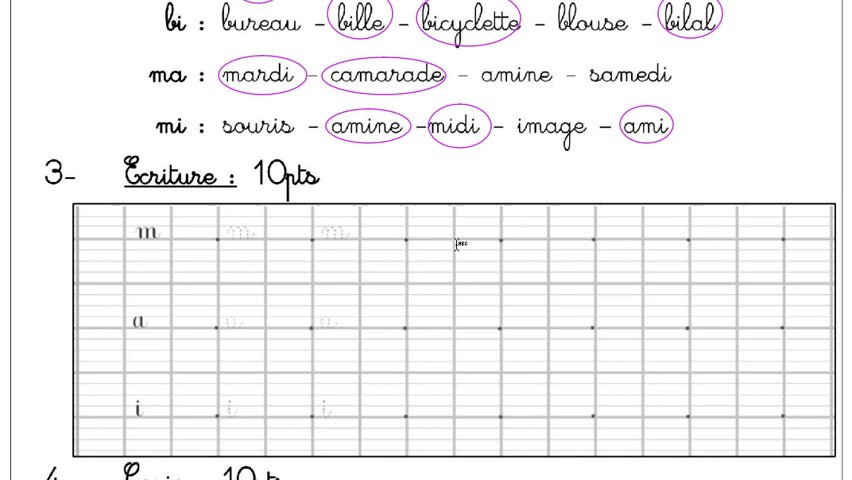 bi : bureau - bille - bicyclette - blouse - bilal
ma : mardi - camarade - amine - samedi
mi : souris - amine - midi - image - ami
3- Ecriture : 10pts
m m m
a a a
i i i